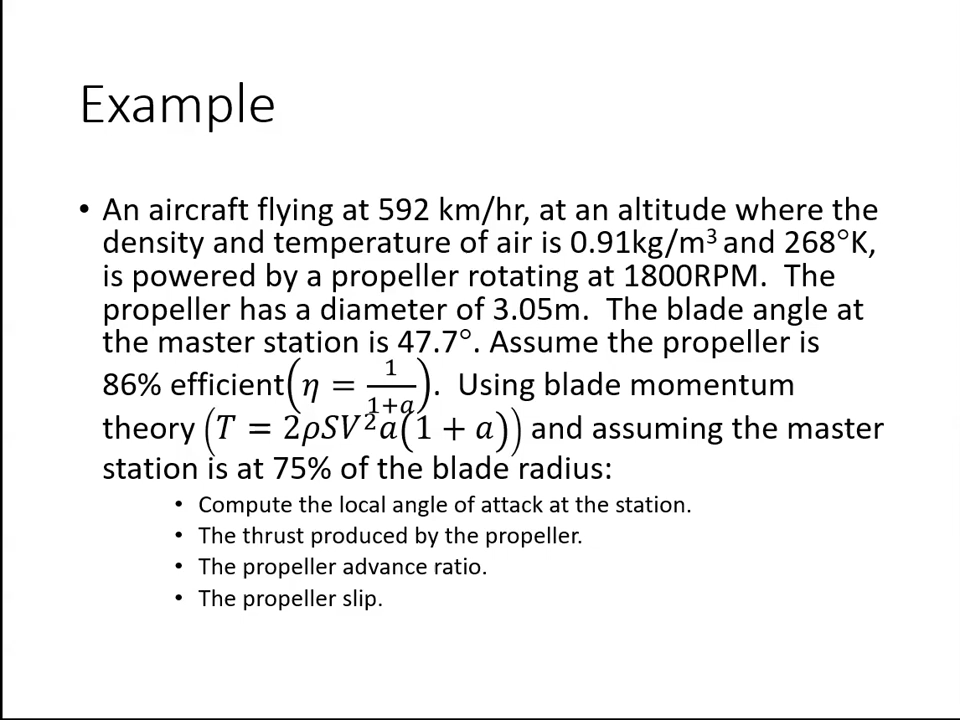 Example
• An aircraft flying at 592 km/hr, at an altitude where the
density and temperature of air is 0.91kg/m³ and 268°K,
is powered by a propeller rotating at 1800RPM.  The
propeller has a diameter of 3.05m.  The blade angle at
the master station is 47.7°. Assume the propeller is
86% efficient(η = 1/(1+a)).  Using blade momentum
theory (T = 2ρSV²a(1 + a)) and assuming the master
station is at 75% of the blade radius:
• Compute the local angle of attack at the station.
• The thrust produced by the propeller.
• The propeller advance ratio.
• The propeller slip.